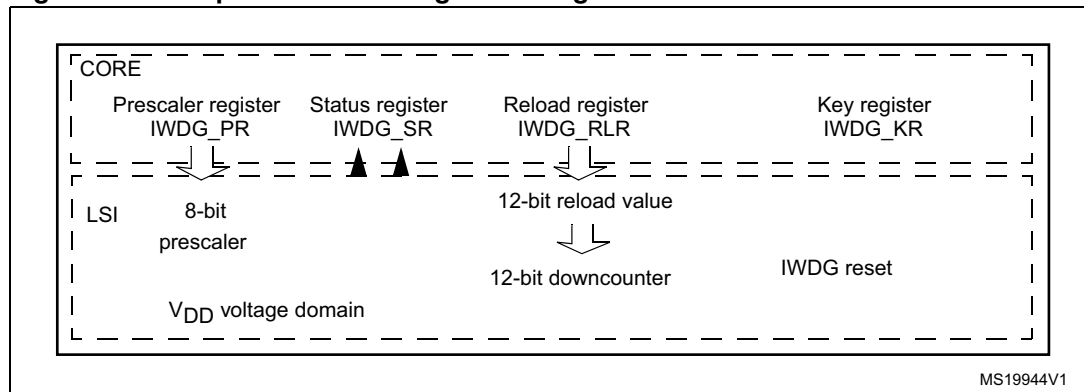 CORE
Prescaler register Status register Reload register Key register
IWDG_PR IWDG_SR IWDG_RLR IWDG_KR
LSI
8-bit
prescaler
12-bit reload value
12-bit downcounter
IWDG reset
VDD voltage domain
MS19944V1